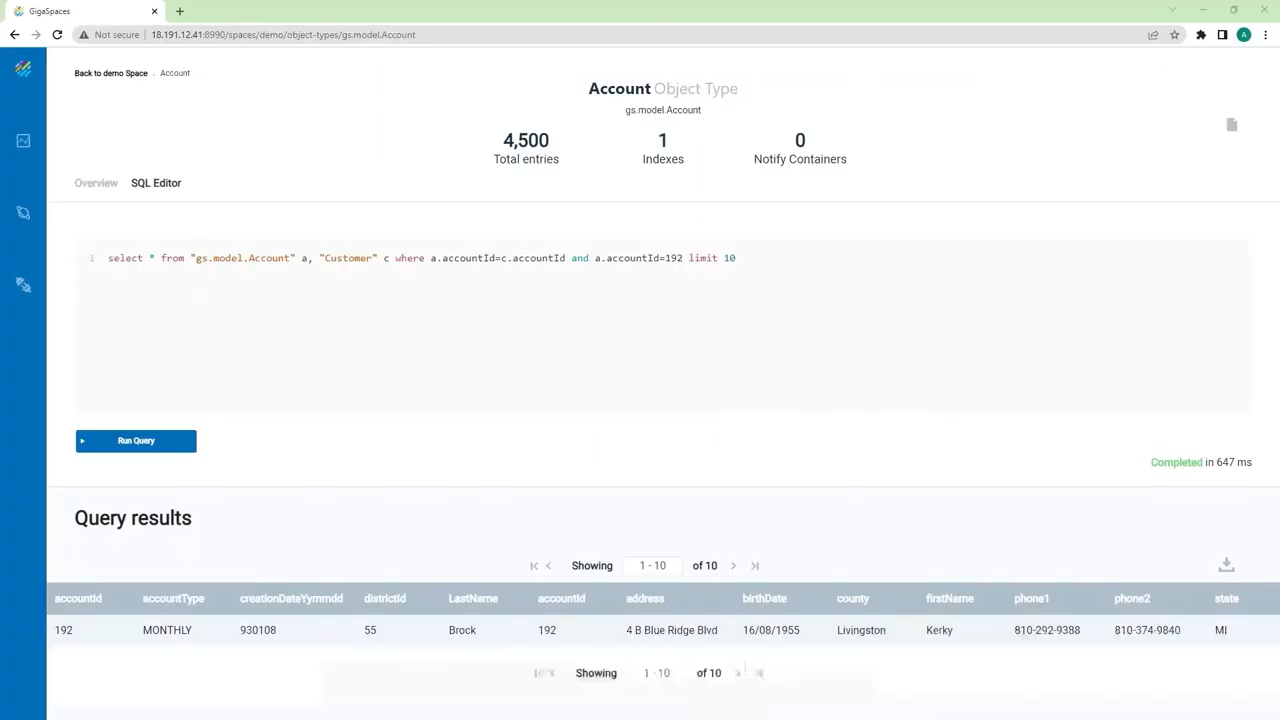 GigaSpaces
Not secure 18.191.12.41:8990/spaces/demo/object-types/gs.model.Account
A
Back to demo Space . Account
Account Object Type
gs.model.Account
4,500 1 0
Total entries Indexes Notify Containers
Overview SQL Editor
1 select * from "gs.model.Account" a, "Customer" c where a.accountId=c.accountId and a.accountId=192 limit 10
Run Query
Completed in 647 ms
Query results
Showing 1 - 10 of 10
accountId accountType creationDateYymmdd districtId LastName accountId address birthDate county firstName phone1 phone2 state
192 MONTHLY 930108 55 Brock 192 4 B Blue Ridge Blvd 16/08/1955 Livingston Kerky 810-292-9388 810-374-9840 MI
Showing 1 - 10 of 10